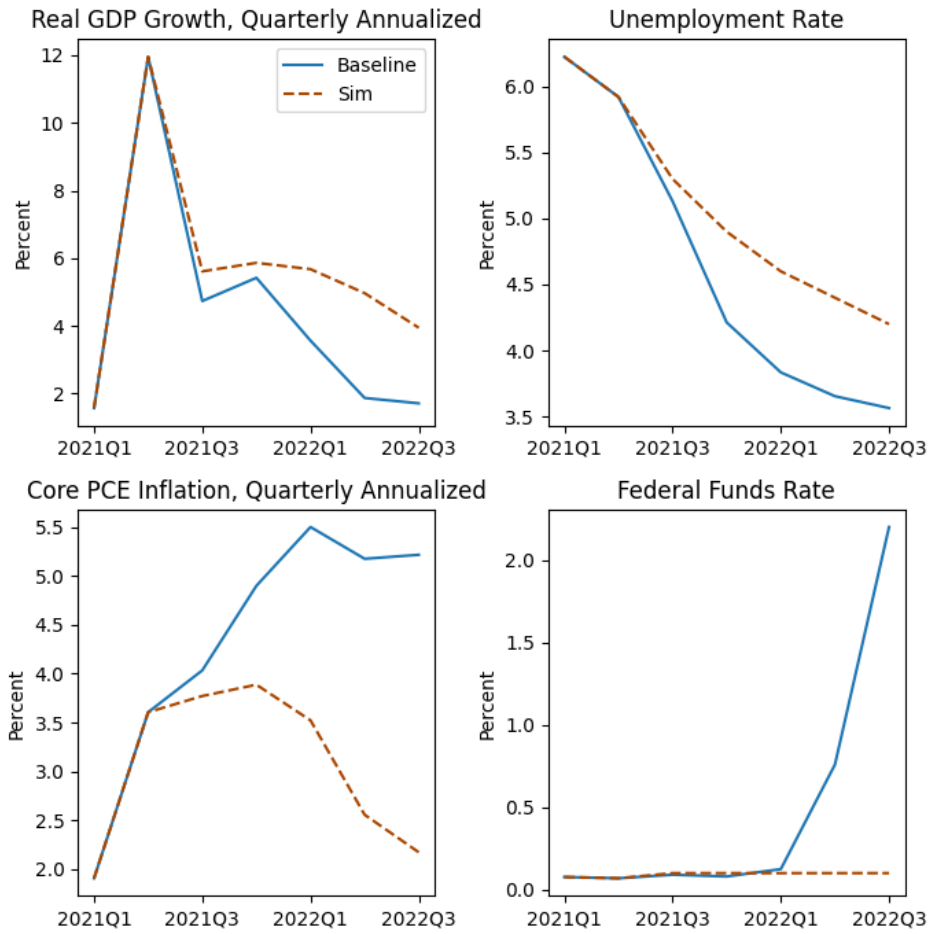 Real GDP Growth, Quarterly Annualized
Baseline
Sim
Percent
12
10
8
6
4
2
2021Q1
2021Q3
2022Q1
2022Q3
Unemployment Rate
Percent
6.0
5.5
5.0
4.5
4.0
3.5
2021Q1
2021Q3
2022Q1
2022Q3
Core PCE Inflation, Quarterly Annualized
Percent
5.5
5.0
4.5
4.0
3.5
3.0
2.5
2.0
2021Q1
2021Q3
2022Q1
2022Q3
Federal Funds Rate
Percent
2.0
1.5
1.0
0.5
0.0
2021Q1
2021Q3
2022Q1
2022Q3